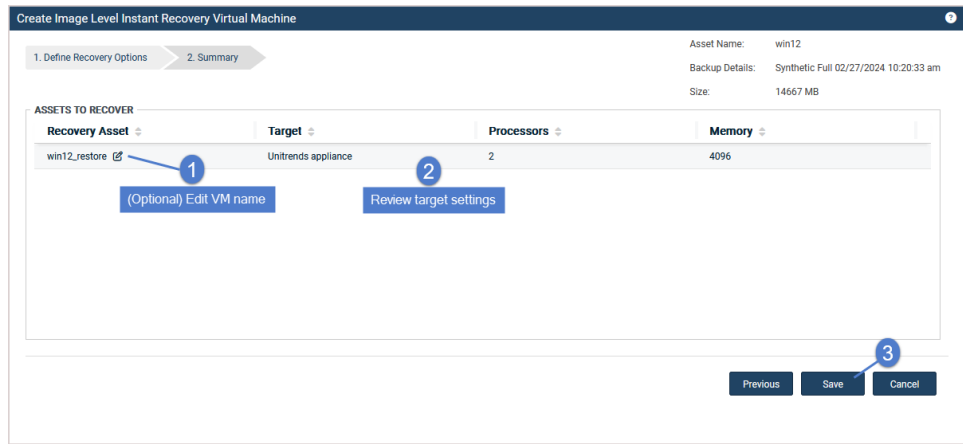 Create Image Level Instant Recovery Virtual Machine
?
1. Define Recovery Options
2. Summary
Asset Name: win12
Backup Details: Synthetic Full 02/27/2024 10:20:33 am
Size: 14667 MB
ASSETS TO RECOVER
Recovery Asset Target Processors Memory
win12_restore Unitrends appliance 2 4096
1
(Optional) Edit VM name
2
Review target settings
3
Previous Save Cancel